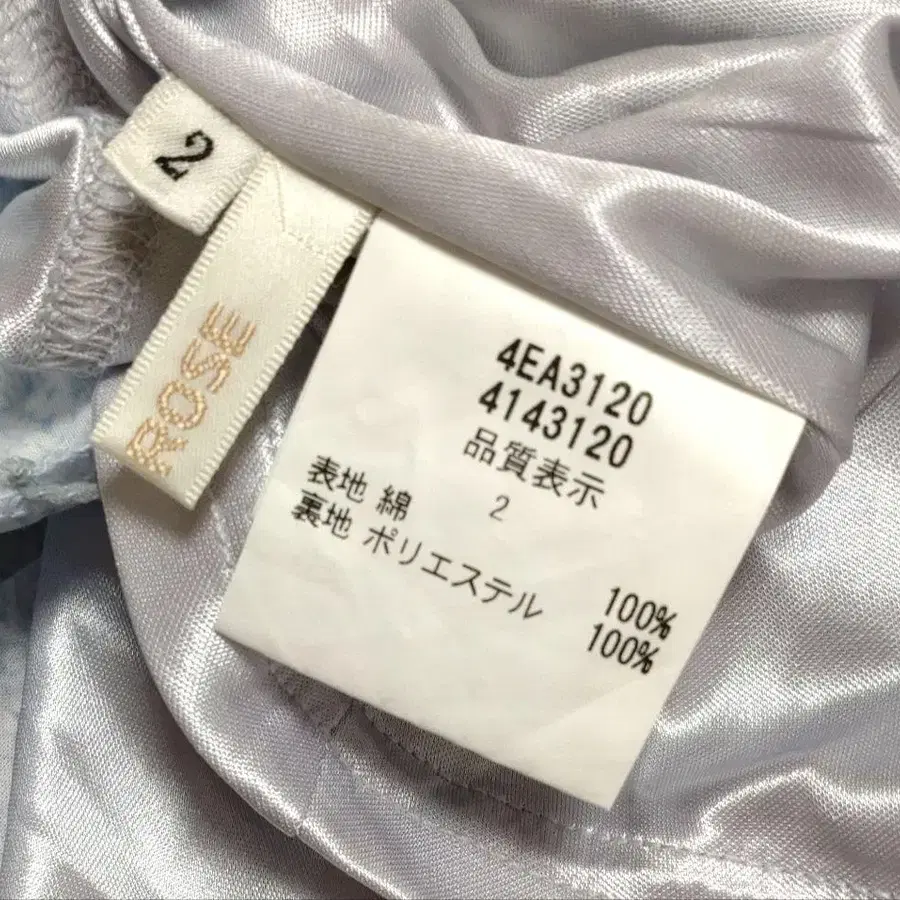 2
ROSE
4EA3120
4143120
品質表示
2
表地 綿 100%
裏地 ポリエステル 100%